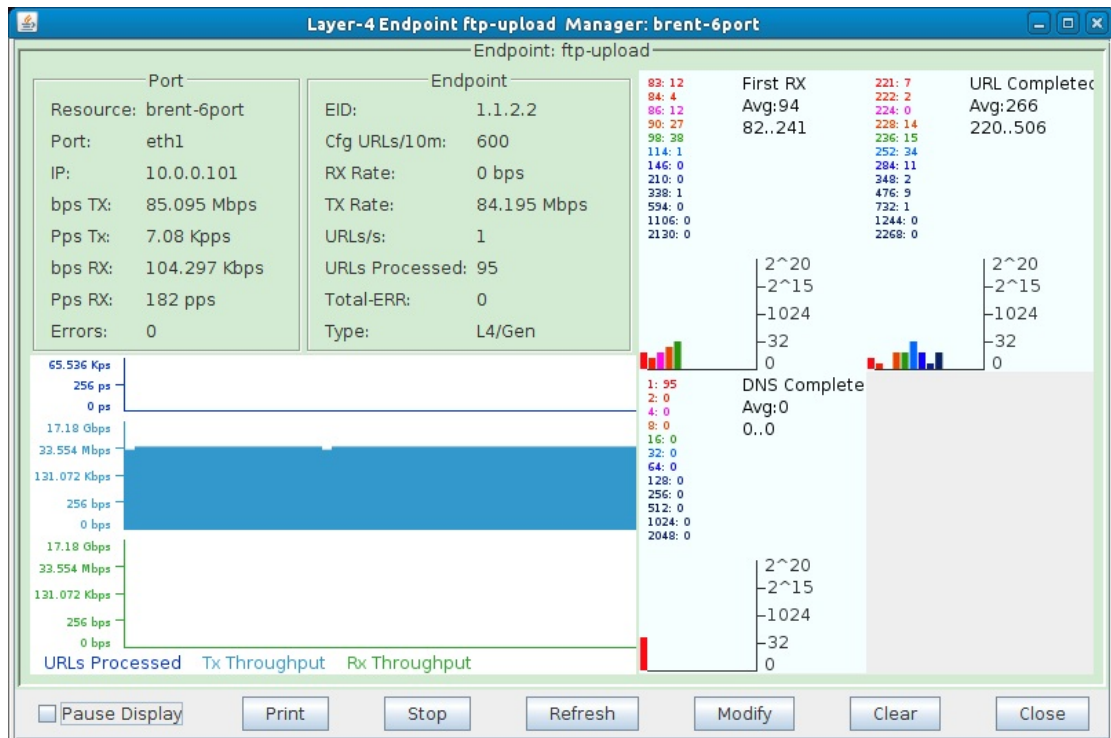 Layer-4 Endpoint ftp-upload Manager: brent-6port
Endpoint: ftp-upload
Port
Resource: brent-6port
Port: eth1
IP: 10.0.0.101
bps TX: 85.095 Mbps
Pps Tx: 7.08 Kpps
bps RX: 104.297 Kbps
Pps RX: 182 pps
Errors: 0
Endpoint
EID: 1.1.2.2
Cfg URLs/10m: 600
RX Rate: 0 bps
TX Rate: 84.195 Mbps
URLs/s: 1
URLs Processed: 95
Total-ERR: 0
Type: L4/Gen
83: 12
84: 4
86: 12
90: 27
98: 38
114: 1
146: 0
210: 0
338: 1
594: 0
1106: 0
2130: 0
First RX
Avg:94
82..241
2^20
2^15
1024
32
0
221: 7
222: 2
224: 0
228: 14
236: 15
252: 34
284: 11
348: 2
476: 9
732: 1
1244: 0
2268: 0
URL Completed
Avg:266
220..506
2^20
2^15
1024
32
0
65.536 Kps
256 ps
0 ps
17.18 Gbps
33.554 Mbps
131.072 Kbps
256 bps
0 bps
17.18 Gbps
33.554 Mbps
131.072 Kbps
256 bps
0 bps
URLs Processed Tx Throughput Rx Throughput
1: 95
2: 0
4: 0
8: 0
16: 0
32: 0
64: 0
128: 0
256: 0
512: 0
1024: 0
2048: 0
DNS Complete
Avg:0
0..0
2^20
2^15
1024
32
0
Pause Display Print Stop Refresh Modify Clear Close